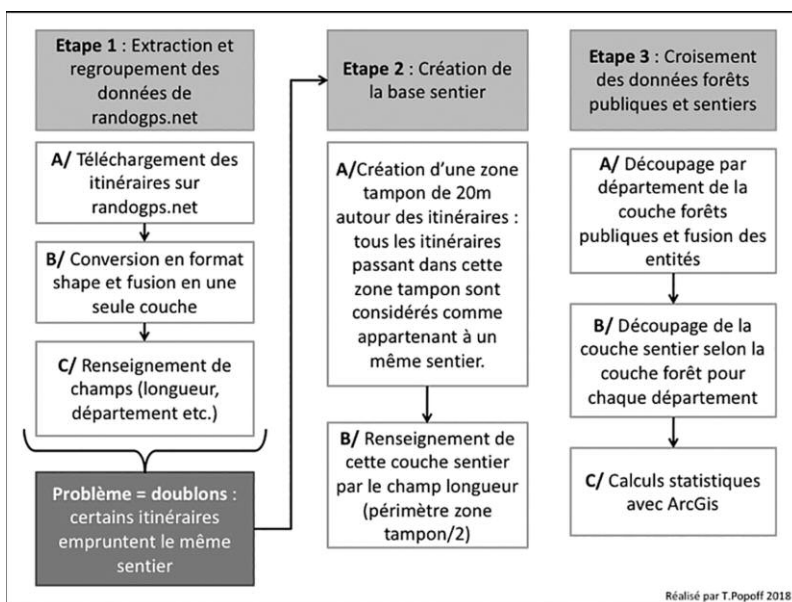 Etape 1 : Extraction et
regroupement des
données de
randogps.net
A/ Téléchargement des
itinéraires sur
randogps.net
B/ Conversion en format
shape et fusion en une
seule couche
C/ Renseignement de
champs (longueur,
département etc.)
Problème = doublons :
certains itinéraires
empruntent le même
sentier
Etape 2 : Création de
la base sentier
A/Création d'une zone
tampon de 20m
autour des itinéraires :
tous les itinéraires
passant dans cette
zone tampon sont
considérés comme
appartenant à un
même sentier.
B/ Renseignement de
cette couche sentier
par le champ longueur
(périmètre zone
tampon/2)
Etape 3 : Croisement
des données forêts
publiques et sentiers
A/ Découpage par
département de la
couche forêts
publiques et fusion des
entités
B/ Découpage de la
couche sentier selon la
couche forêt pour
chaque département
C/ Calculs statistiques
avec ArcGis
Réalisé par T.Popoff 2018